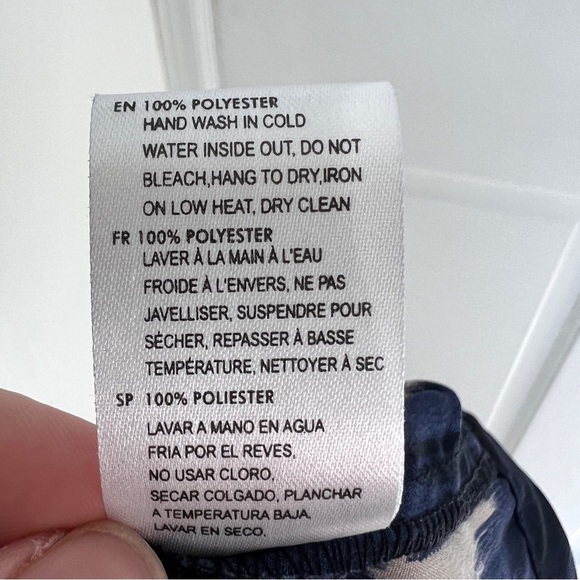 EN 100% POLYESTER
HAND WASH IN COLD
WATER INSIDE OUT, DO NOT
BLEACH,HANG TO DRY,IRON
ON LOW HEAT, DRY CLEAN
FR 100% POLYESTER
LAVER À LA MAIN À L'EAU
FROIDE À L'ENVERS, NE PAS
JAVELLISER, SUSPENDRE POUR
SÉCHER, REPASSER À BASSE
TEMPÉRATURE, NETTOYER À SEC
SP 100% POLIESTER
LAVAR A MANO EN AGUA
FRIA POR EL REVES,
NO USAR CLORO,
SECAR COLGADO, PLANCHAR
A TEMPERATURA BAJA,
LAVAR EN SECO.